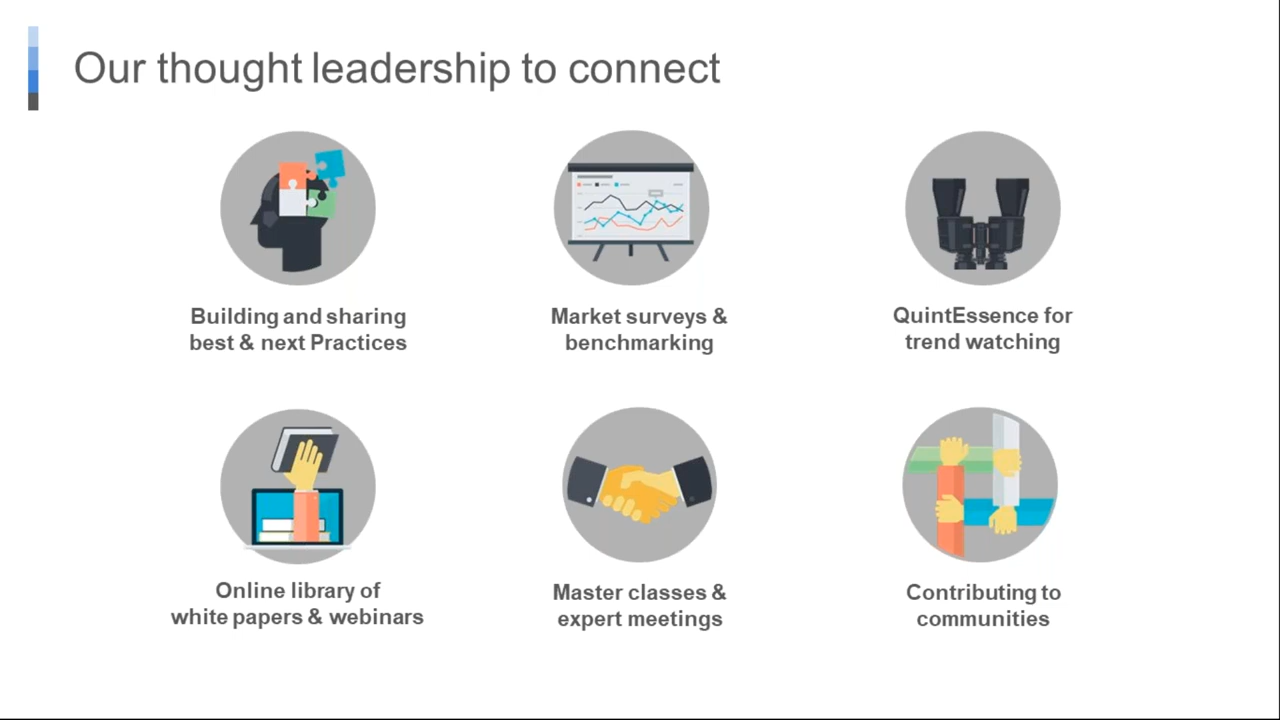 Our thought leadership to connect
Building and sharing
best & next Practices
Market surveys &
benchmarking
QuintEssence for
trend watching
Online library of
white papers & webinars
Master classes &
expert meetings
Contributing to
communities